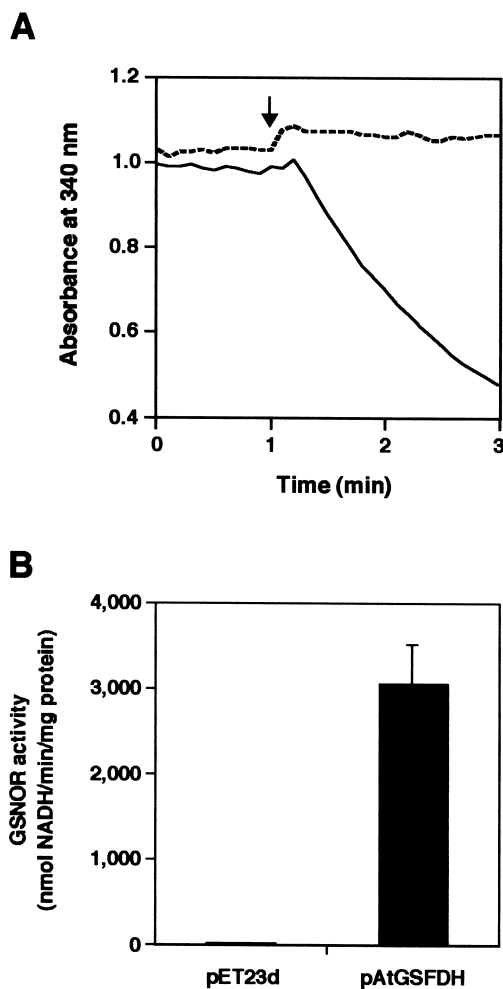 A
Absorbance at 340 nm
1.2
1.0
0.8
0.6
0.4
0
1
2
3
Time (min)
B
GSNOR activity
(nmol NADH/min/mg protein)
4,000
3,000
2,000
1,000
0
pET23d
pAtGSFDH